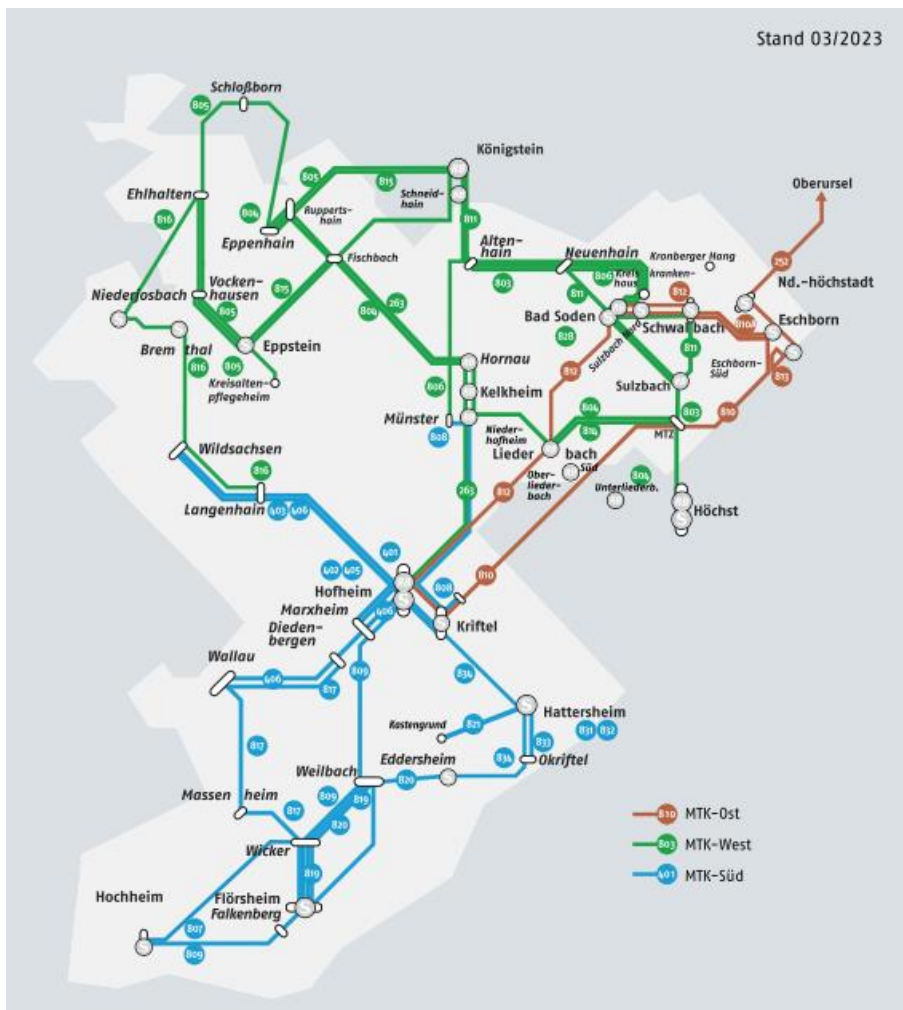 Stand 03/2023
Schloßborn
805
Königstein
805
815
Schneid-
hain
Oberursel
Ehlhalten
816
804
Rupperts-
hain
811
Eppenhain
Alten-
hain
Neuenhain
Kronberger Hang
252
Fischbach
803
806
Kreis
haus
kranken-
812
Nd.-höchstadt
Vocken-
hausen
815
811
Niederjosbach
805
804
263
Bad Soden
Schwalbach
810A
Eschborn
828
Sulzbach Nord
811
Eschborn-
Süd
Brem thal
Eppstein
Hornau
812
813
816
805
Kreisalten-
pflegeheim
806
Kelkheim
Sulzbach
804
803
810
Münster
808
Nieder-
hofheim
814
MTZ
Wildsachsen
Lieder bach
816
Süd
Ober-
lieder-
bach
804
Unterliederb.
263
812
Langenhain
403
406
Höchst
401
402
405
810
Hofheim
808
Marxheim
406
Kriftel
Dieden-
bergen
Wallau
406
817
809
834
Kastengrund
821
Hattersheim
831
832
817
833
Eddersheim
834
Okriftel
Weilbach
820
Massen heim
817
809
819
820
810
MTK-Ost
Wicker
803
MTK-West
819
401
MTK-Süd
Hochheim
Flörsheim
Falkenberg
807
809